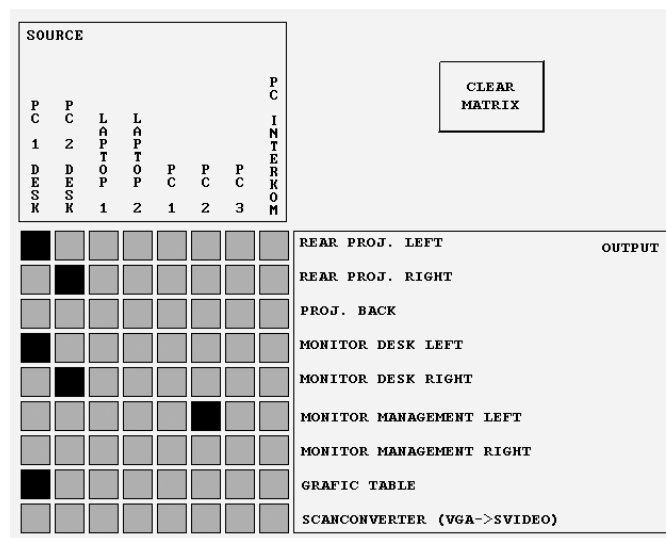 SOURCE
PC 1 DESK
PC 2 DESK
LAPTOP 1
LAPTOP 2
PC 1
PC 2
PC 3
PC INTERKOM
CLEAR
MATRIX
OUTPUT
REAR PROJ. LEFT
REAR PROJ. RIGHT
PROJ. BACK
MONITOR DESK LEFT
MONITOR DESK RIGHT
MONITOR MANAGEMENT LEFT
MONITOR MANAGEMENT RIGHT
GRAFIC TABLE
SCANCONVERTER (VGA->SVIDEO)